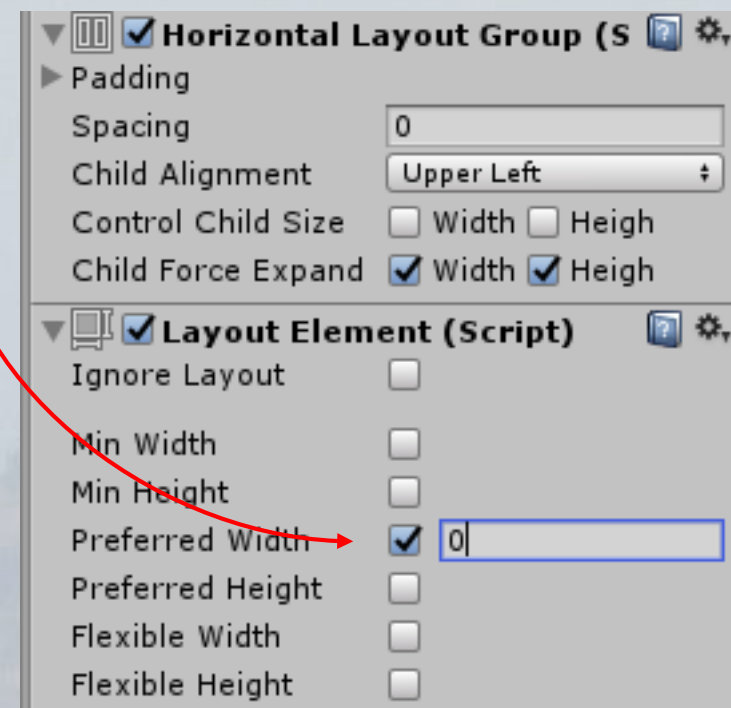 Horizontal Layout Group (S
Padding
Spacing 0
Child Alignment Upper Left
Control Child Size Width Heigh
Child Force Expand Width Heigh
Layout Element (Script)
Ignore Layout
Min Width
Min Height
Preferred Width 0
Preferred Height
Flexible Width
Flexible Height